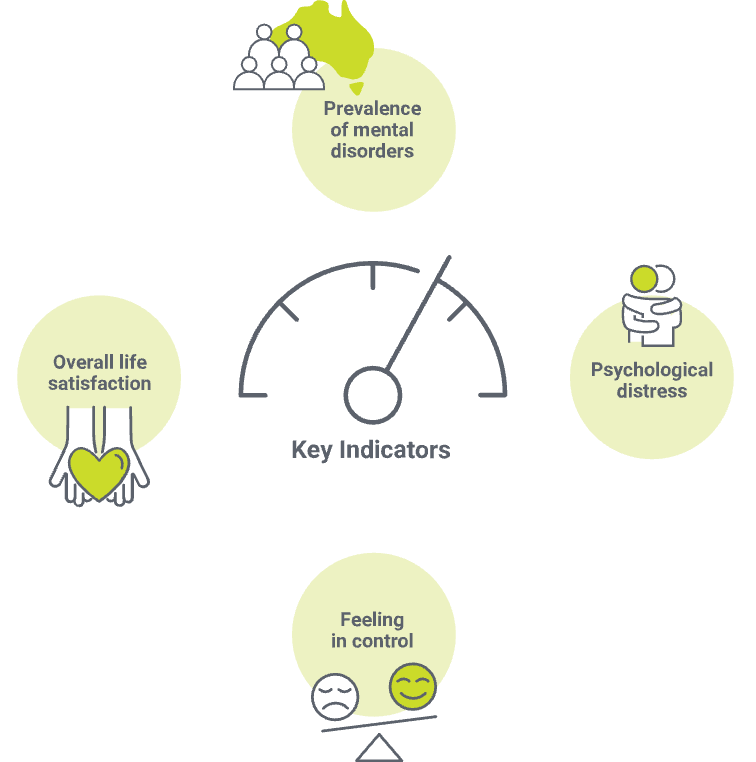 Prevalence
of mental
disorders
Overall life
satisfaction
Psychological
distress
Key Indicators
Feeling
in control